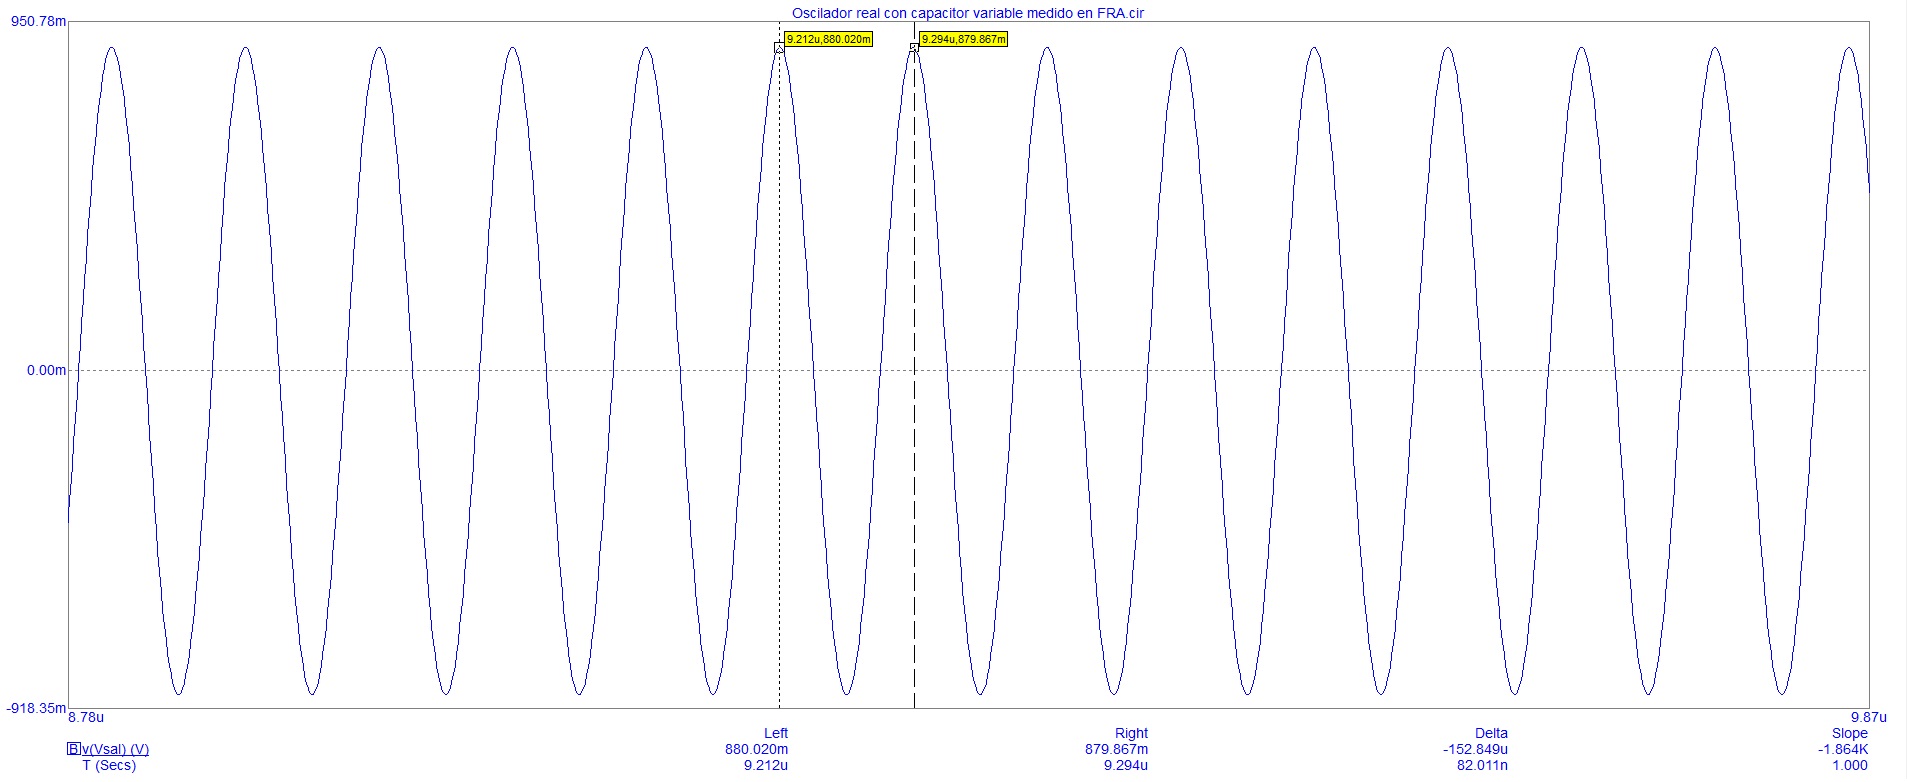 Oscilador real con capacitor variable medido en FRA.cir
950.78m
9.212u,880.020m
9.294u,879.867m
0.00m
-918.35m
8.78u
9.87u
Left Right Delta Slope
B v(Vsal) (V) 880.020m 879.867m -152.849u -1.864K
T (Secs) 9.212u 9.294u 82.011n 1.000